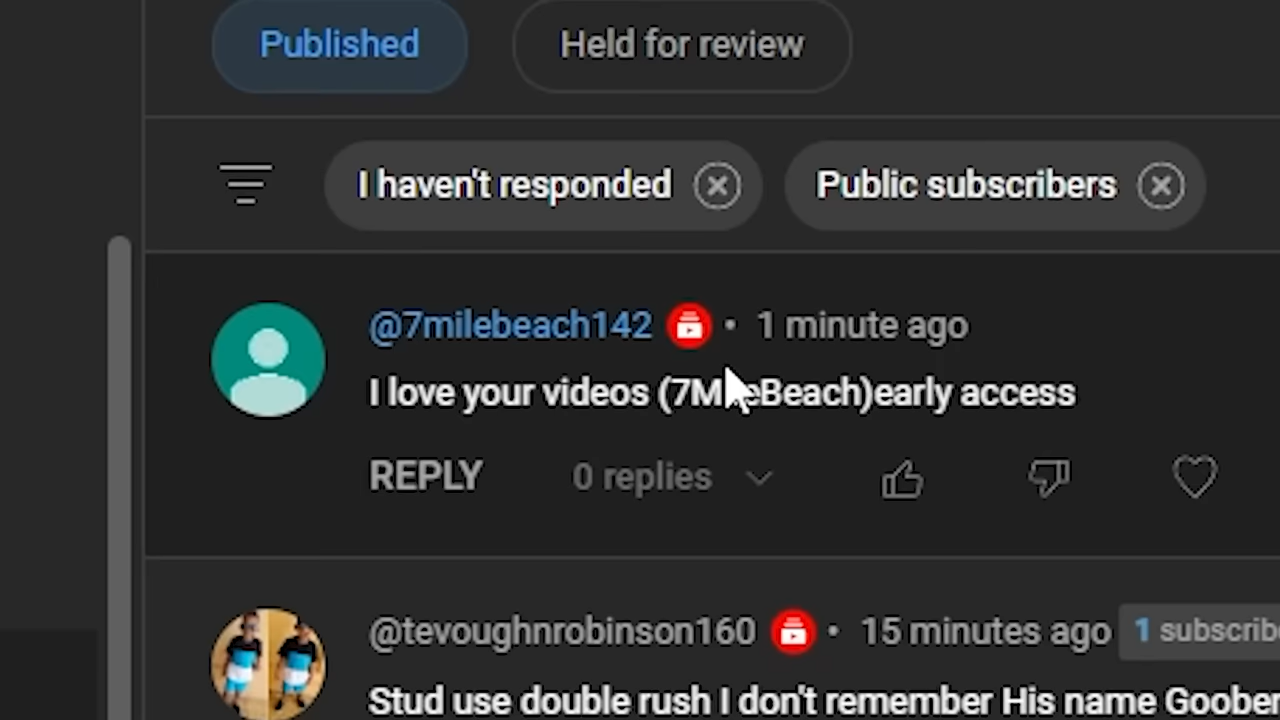 Published Held for review
I haven't responded Public subscribers
@7milebeach142 • 1 minute ago
I love your videos (7MileBeach)early access
REPLY 0 replies
@tevoughnrobinson160 • 15 minutes ago 1
Stud use double rush I don't remember His name Goober